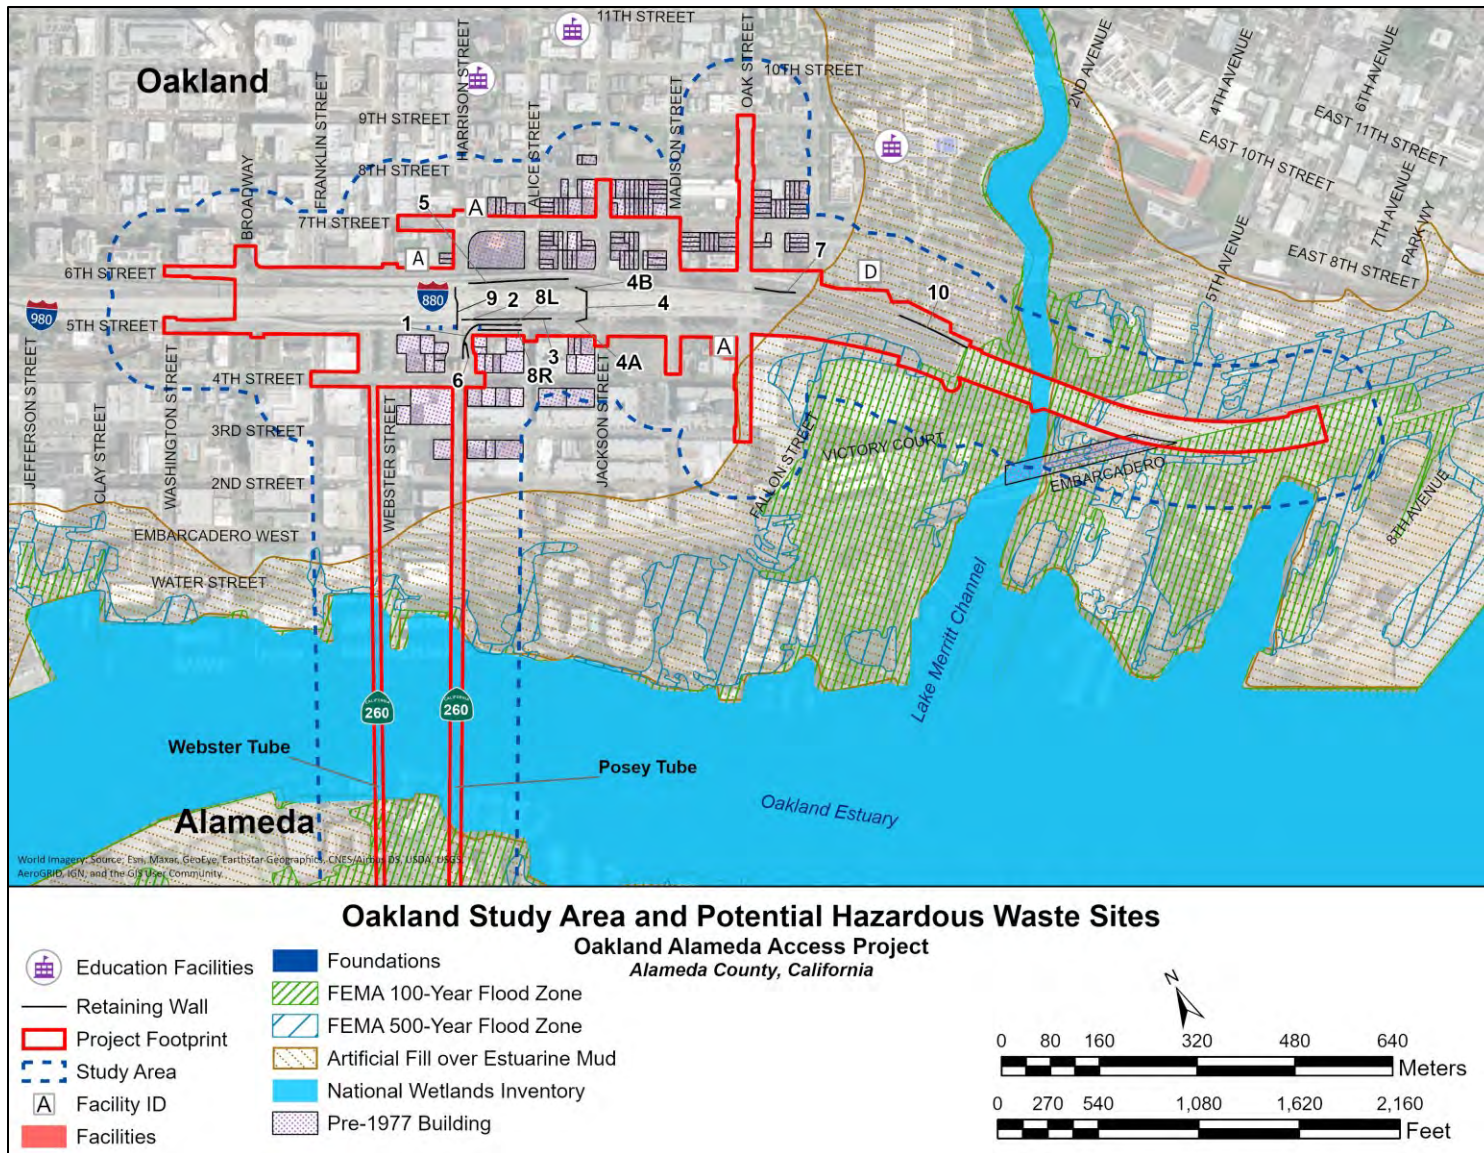 11TH STREET
Oakland
10TH STREET
9TH STREET
8TH STREET
7TH STREET
6TH STREET
5TH STREET
4TH STREET
3RD STREET
2ND STREET
EMBARCADERO WEST
WATER STREET
JEFFERSON STREET
CLAY STREET
WASHINGTON STREET
BROADWAY
FRANKLIN STREET
WEBSTER STREET
HARRISON STREET
ALICE STREET
JACKSON STREET
MADISON STREET
OAK STREET
FALLON STREET
VICTORY COURT
EMBARCADERO
2ND AVENUE
4TH AVENUE
5TH AVENUE
6TH AVENUE
7TH AVENUE
8TH AVENUE
EAST 11TH STREET
EAST 10TH STREET
EAST 8TH STREET
PARK WY
980
880
A
A
A
D
5
7
4B
10
9
2
8L
4
1
3
4A
6
8R
260
260
Webster Tube
Posey Tube
Lake Merritt Channel
Oakland Estuary
Alameda
World Imagery: Source: Esri, Maxar, GeoEye, Earthstar Geographics, CNES/Airbus DS, USDA, USGS,
AeroGRID, IGN, and the GIS User Community
Oakland Study Area and Potential Hazardous Waste Sites
Oakland Alameda Access Project
Alameda County, California
Education Facilities
Retaining Wall
Project Footprint
Study Area
A Facility ID
Facilities
Foundations
FEMA 100-Year Flood Zone
FEMA 500-Year Flood Zone
Artificial Fill over Estuarine Mud
National Wetlands Inventory
Pre-1977 Building
N
0 80 160 320 480 640
Meters
0 270 540 1,080 1,620 2,160
Feet